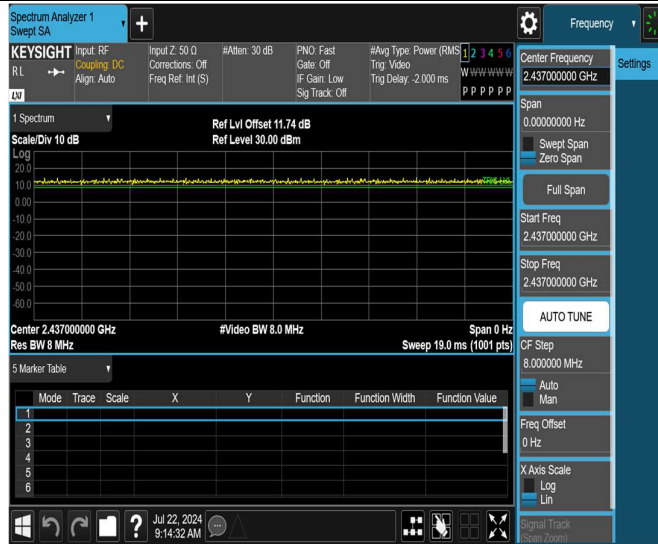 Spectrum Analyzer 1
Swept SA
+
Frequency
KEYSIGHT
RL
LXI
Input: RF
Coupling: DC
Align: Auto
Input Z: 50 Ω
Corrections: Off
Freq Ref: Int (S)
#Atten: 30 dB
PNO: Fast
Gate: Off
IF Gain: Low
Sig Track: Off
#Avg Type: Power (RMS
Trig: Video
Trig Delay: -2.000 ms
1 2 3 4 5 6
W W W W W W
P P P P P P
1 Spectrum
Scale/Div 10 dB
Ref Lvl Offset 11.74 dB
Ref Level 30.00 dBm
Log
20.0
10.0
0.00
-10.0
-20.0
-30.0
-40.0
-50.0
-60.0
Center 2.437000000 GHz
Res BW 8 MHz
#Video BW 8.0 MHz
Span 0 Hz
Sweep 19.0 ms (1001 pts)
5 Marker Table
Mode Trace Scale X Y Function Function Width Function Value
1
2
3
4
5
6
Jul 22, 2024
9:14:32 AM
?
Center Frequency
2.437000000 GHz
Settings
Span
0.00000000 Hz
Swept Span
Zero Span
Full Span
Start Freq
2.437000000 GHz
Stop Freq
2.437000000 GHz
AUTO TUNE
CF Step
8.000000 MHz
Auto
Man
Freq Offset
0 Hz
X Axis Scale
Log
Lin
Signal Track
(Span Zoom)